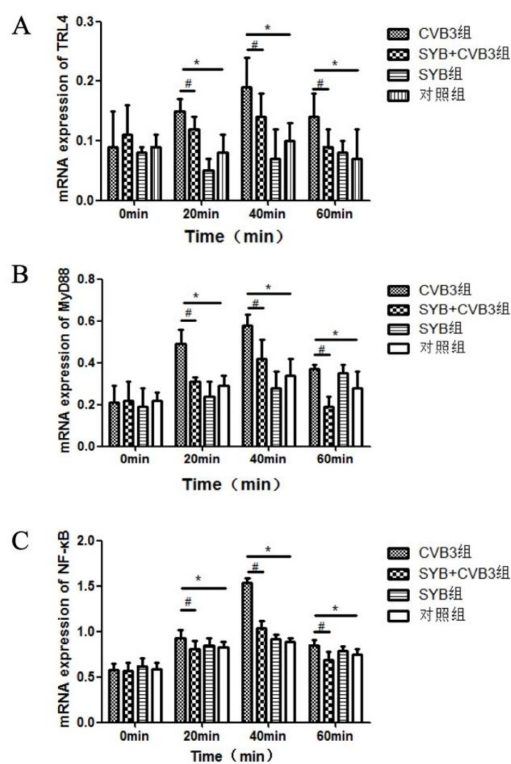 A
mRNA expression of TRL4
0.3
0.2
0.1
0.0
* * *
# # #
0min 20min 40min 60min
Time（min）
CVB3组
SYB+CVB3组
SYB组
对照组
B
mRNA expression of MyD88
0.8
0.6
0.4
0.2
0.0
* * *
# # #
0min 20min 40min 60min
Time（min）
CVB3组
SYB+CVB3组
SYB组
对照组
C
mRNA expression of NF-κB
2.0
1.5
1.0
0.5
0.0
* * *
# # #
0min 20min 40min 60min
Time（min）
CVB3组
SYB+CVB3组
SYB组
对照组